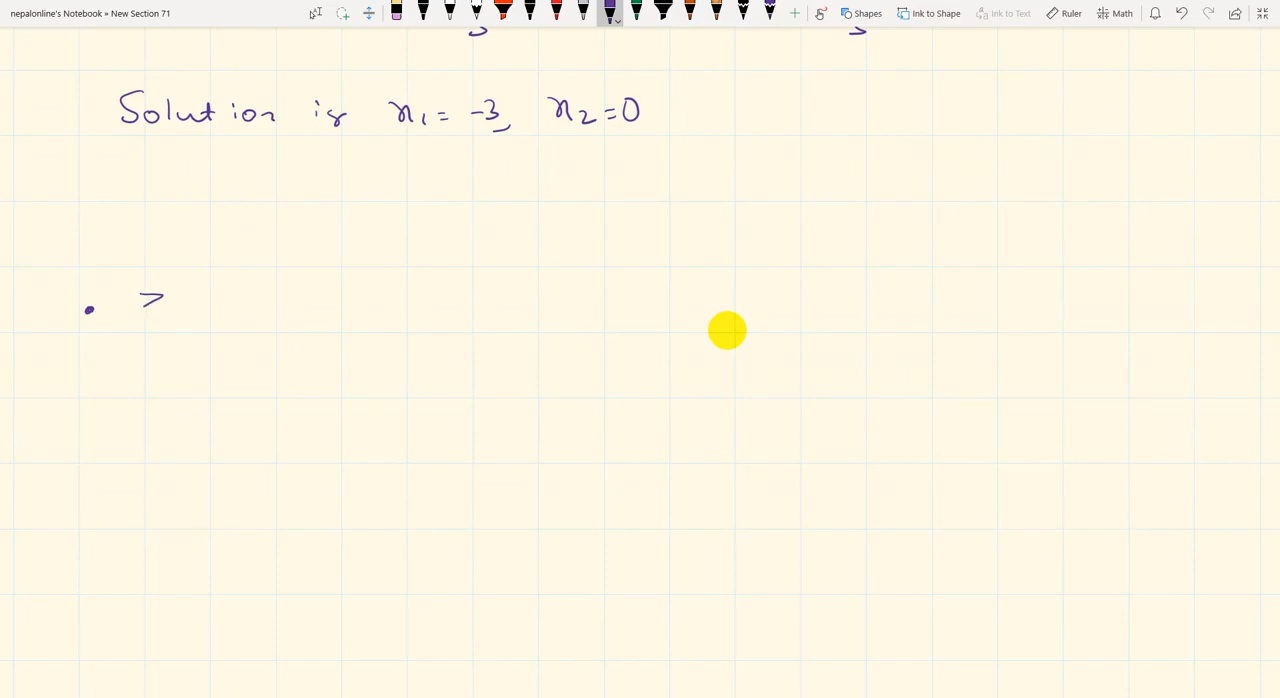 nepalonline's Notebook » New Section 71
Shapes Ink to Shape Ink to Text Ruler Math
Solution is x₁ = -3, x₂ = 0
• >